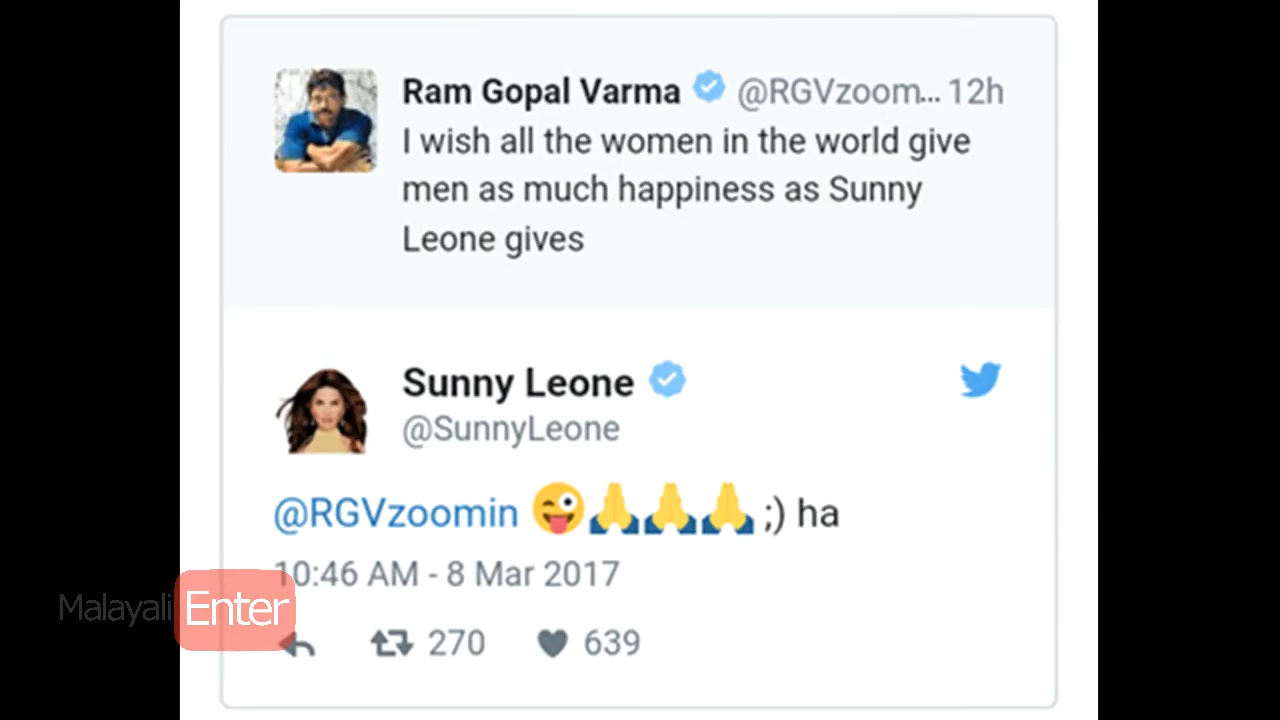 Ram Gopal Varma @RGVzoom... 12h
I wish all the women in the world give
men as much happiness as Sunny
Leone gives
Sunny Leone
@SunnyLeone
@RGVzoomin 😜🙏🙏🙏 ;) ha
10:46 AM - 8 Mar 2017
Malayali Enter
270 639